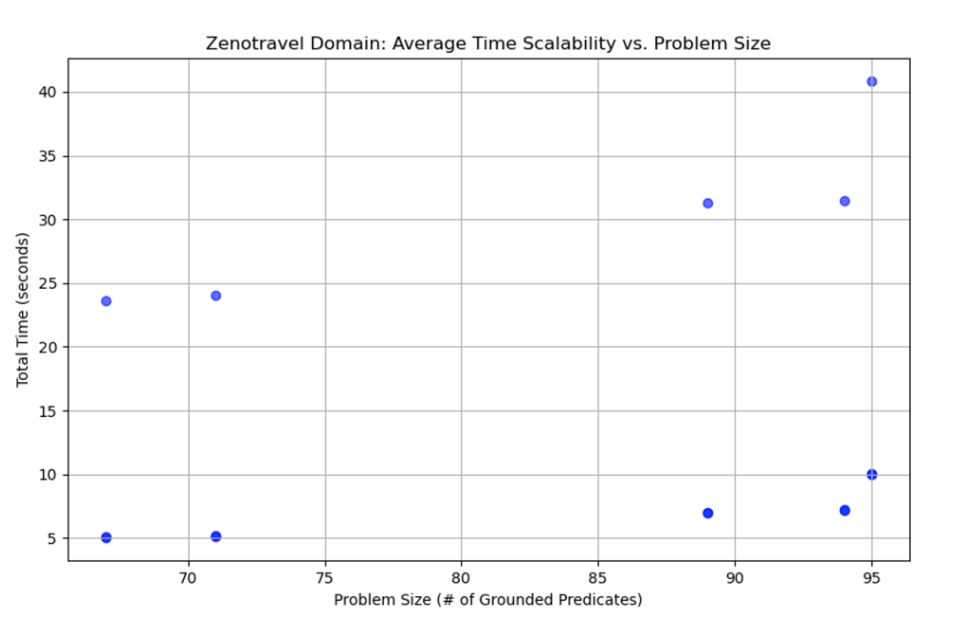 Zenotravel Domain: Average Time Scalability vs. Problem Size
Total Time (seconds)
40
35
30
25
20
15
10
5
70 75 80 85 90 95
Problem Size (# of Grounded Predicates)